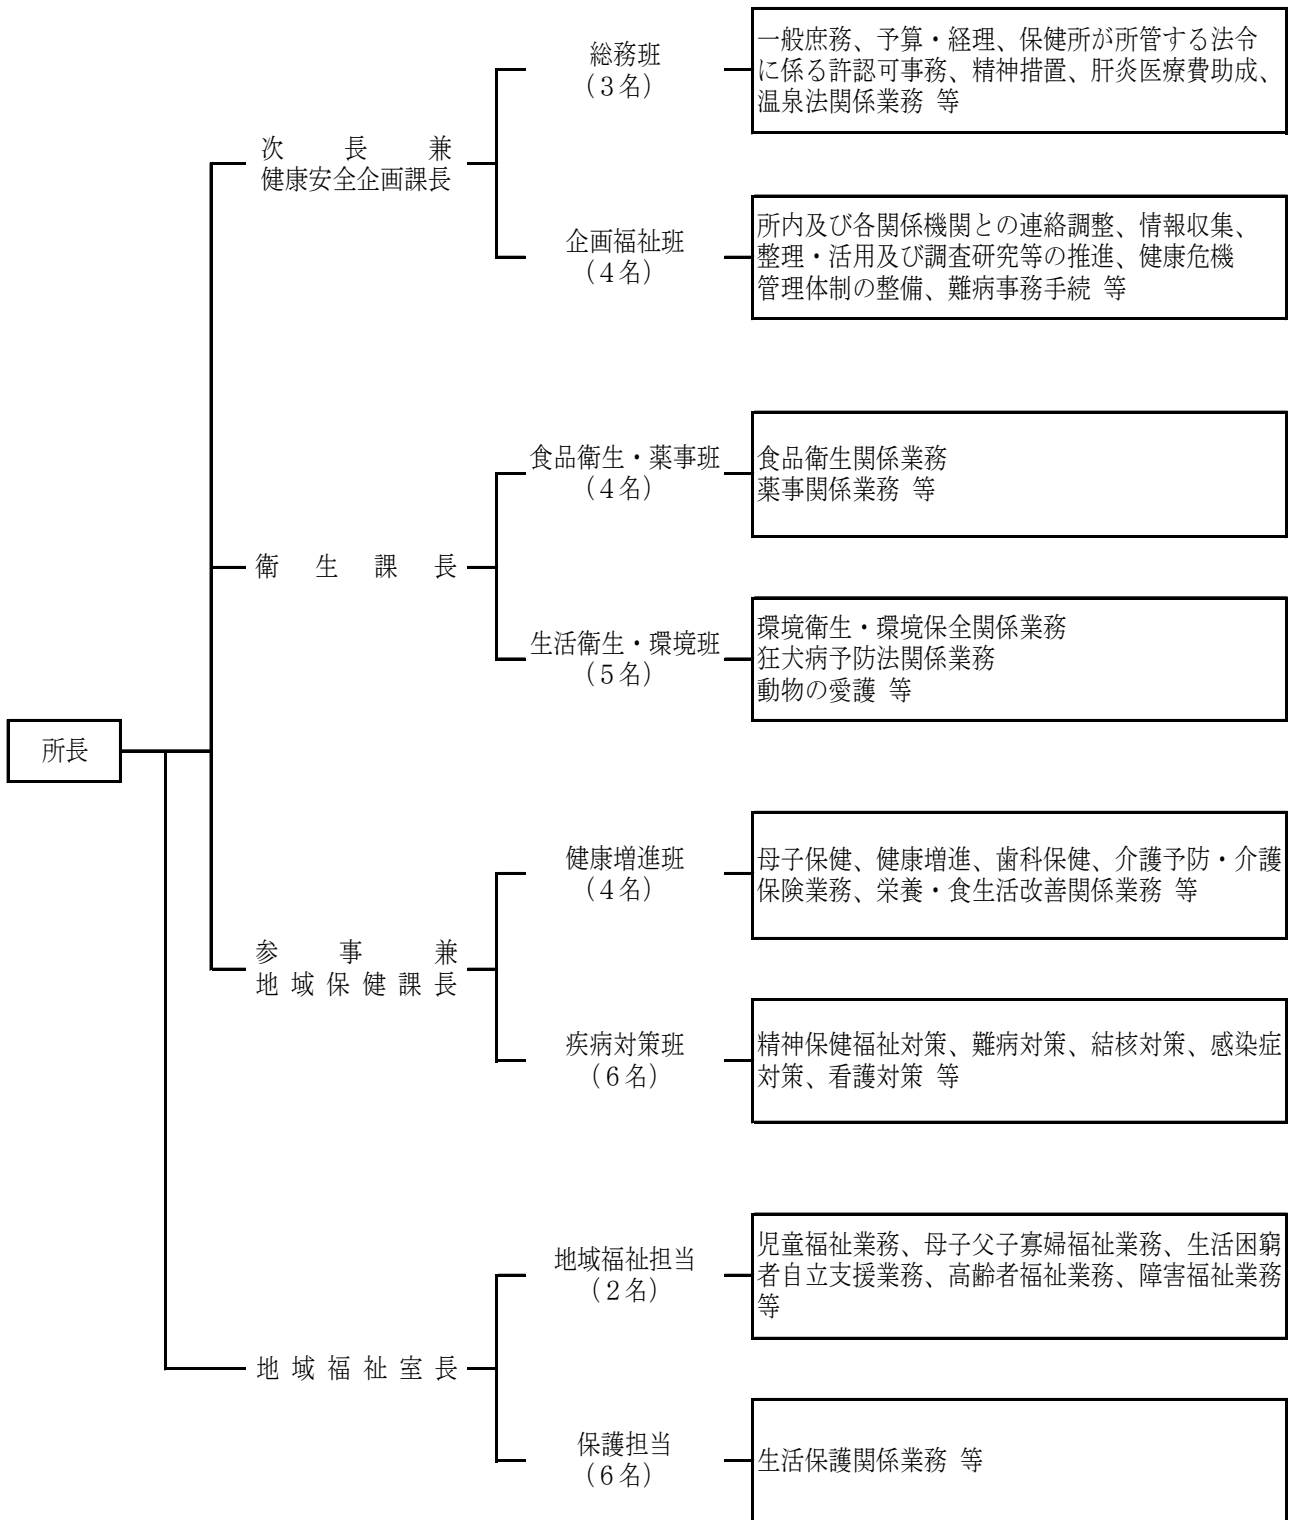 総務班
（3名）
一般庶務、予算・経理、保健所が所管する法令
に係る許認可事務、精神措置、肝炎医療費助成、
温泉法関係業務 等
次長兼
健康安全企画課長
企画福祉班
（4名）
所内及び各関係機関との連絡調整、情報収集、
整理・活用及び調査研究等の推進、健康危機
管理体制の整備、難病事務手続 等
食品衛生・薬事班
（4名）
食品衛生関係業務
薬事関係業務 等
衛生課長
生活衛生・環境班
（5名）
環境衛生・環境保全関係業務
狂犬病予防法関係業務
動物の愛護 等
所長
健康増進班
（4名）
母子保健、健康増進、歯科保健、介護予防・介護
保険業務、栄養・食生活改善関係業務 等
参事兼
地域保健課長
疾病対策班
（6名）
精神保健福祉対策、難病対策、結核対策、感染症
対策、看護対策 等
地域福祉担当
（2名）
児童福祉業務、母子父子寡婦福祉業務、生活困窮
者自立支援業務、高齢者福祉業務、障害福祉業務
等
地域福祉室長
保護担当
（6名）
生活保護関係業務 等